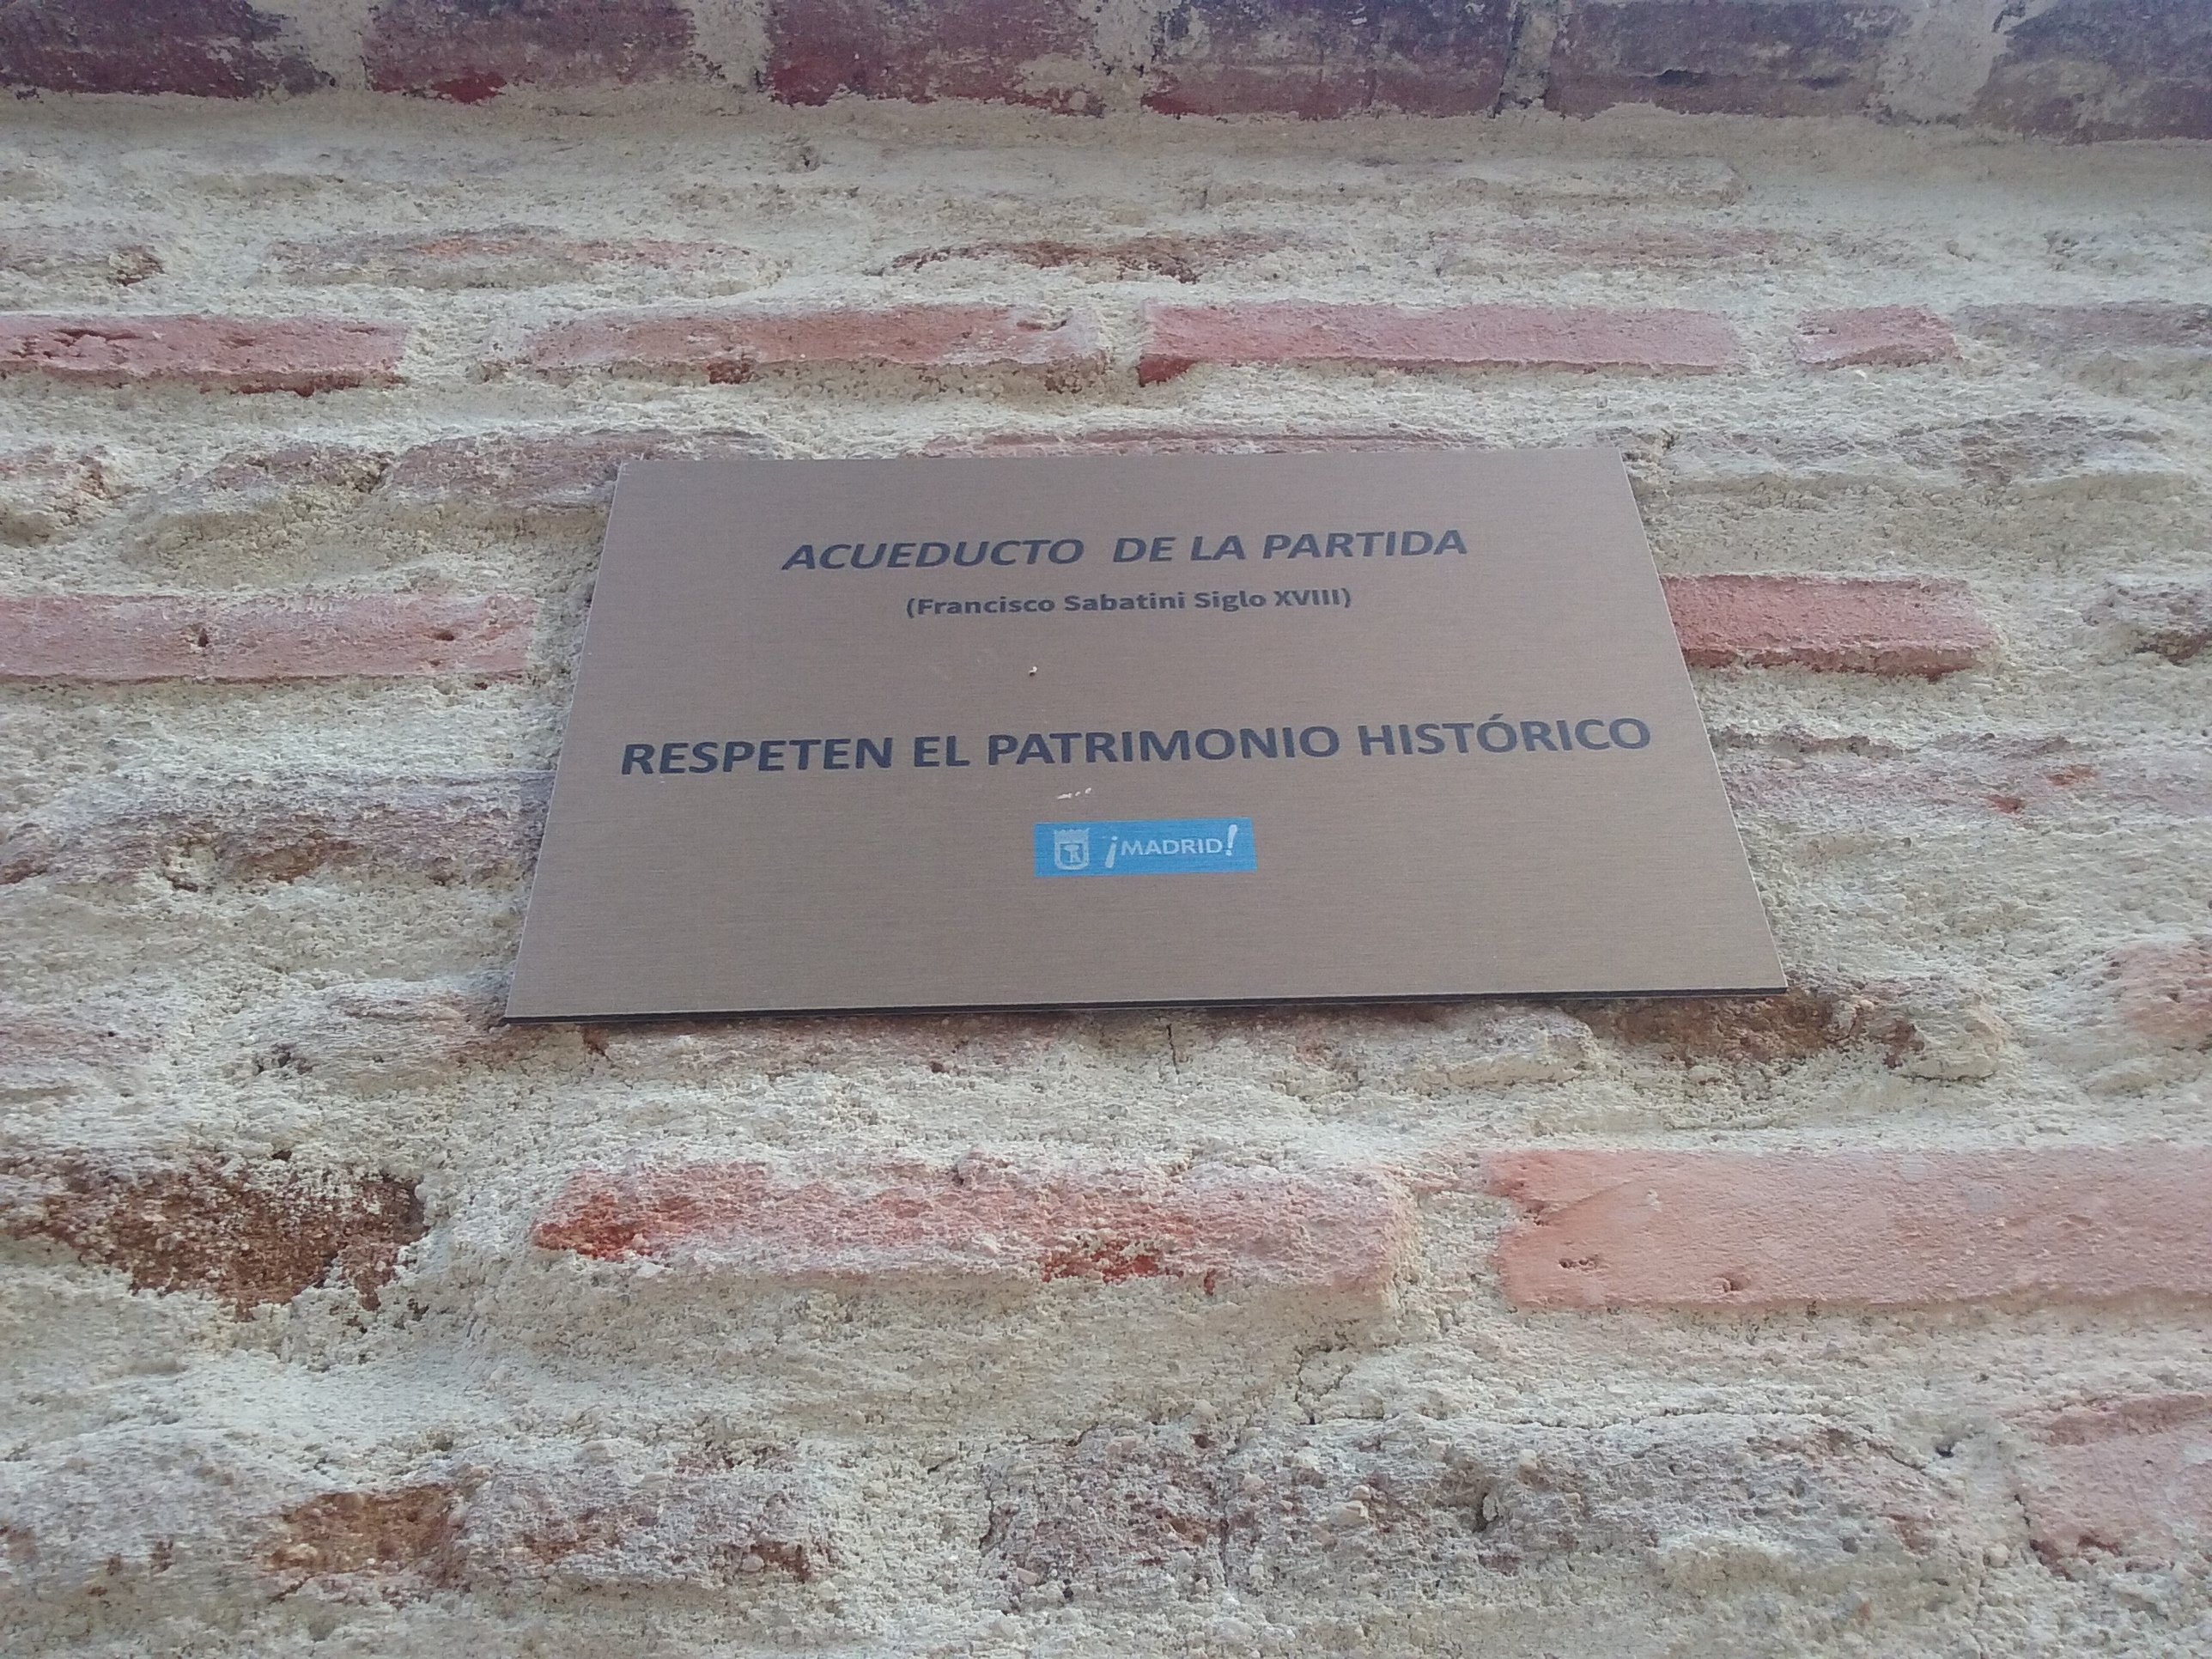 ACUEDUCTO DE LA PARTIDA
(Francisco Sabatini Siglo XVIII)
RESPETEN EL PATRIMONIO HISTÓRICO
¡MADRID!